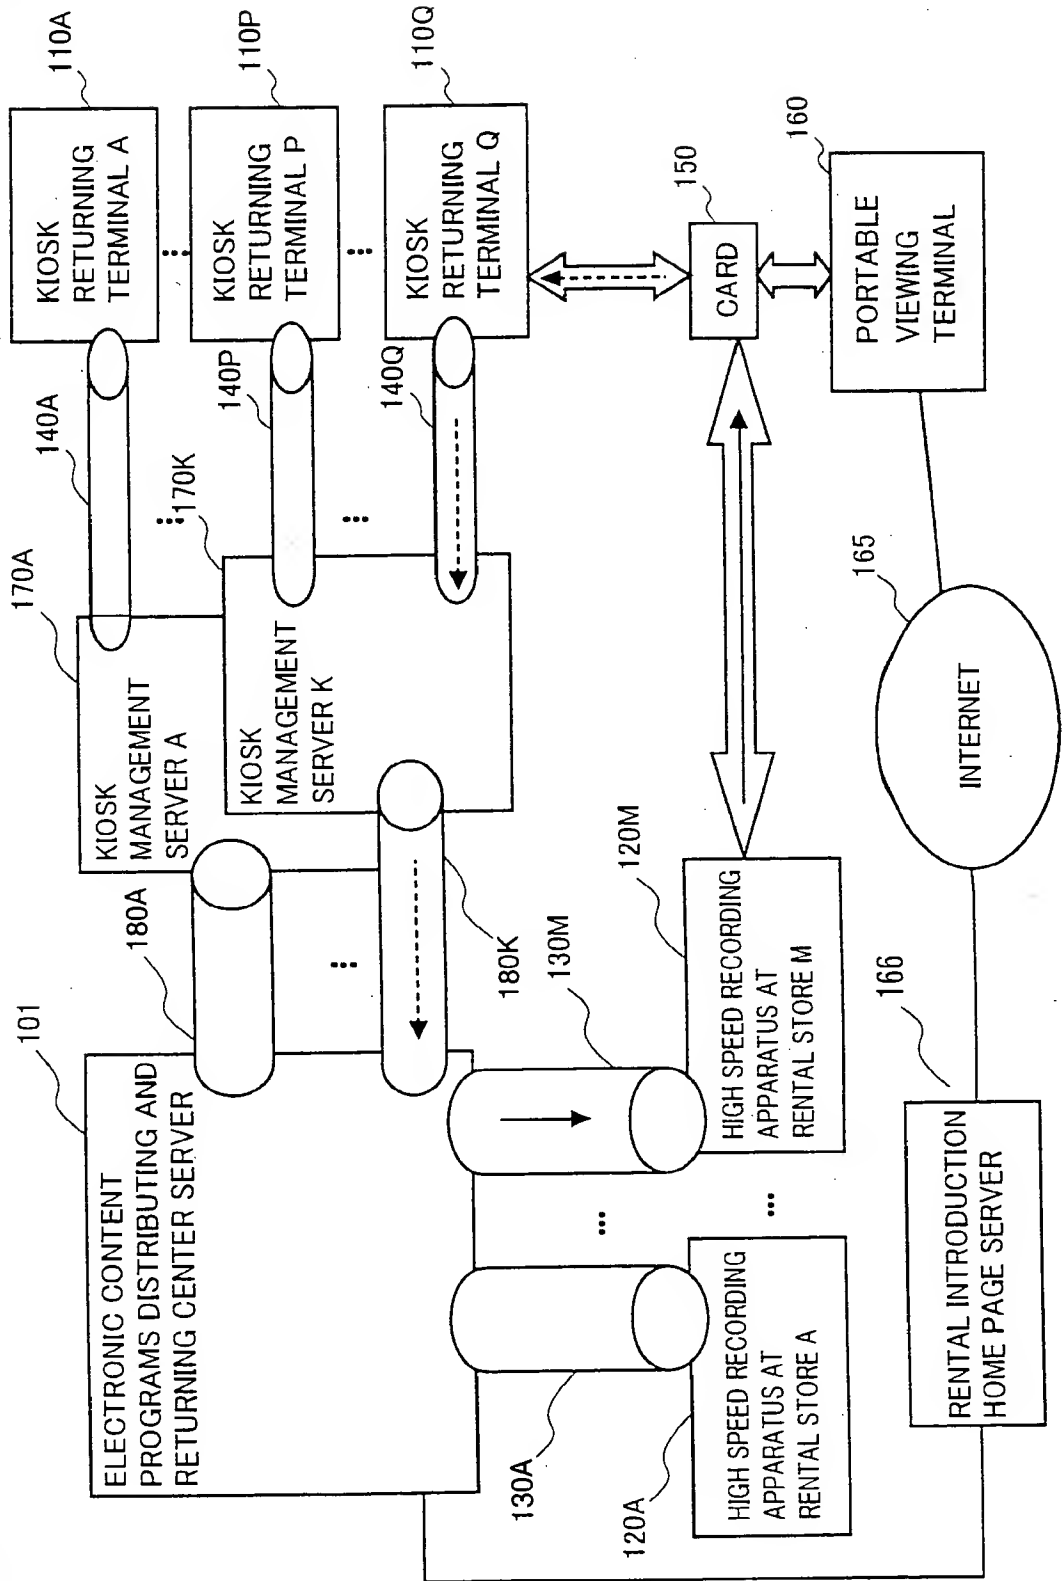 101
ELECTRONIC CONTENT
PROGRAMS DISTRIBUTING AND
RETURNING CENTER SERVER
180A
180K
170A
KIOSK
MANAGEMENT
SERVER A
170K
KIOSK
MANAGEMENT
SERVER K
140A
140P
140Q
110A
KIOSK
RETURNING
TERMINAL A
110P
KIOSK
RETURNING
TERMINAL P
110Q
KIOSK
RETURNING
TERMINAL Q
130A
130M
120A
HIGH SPEED RECORDING
APPARATUS AT
RENTAL STORE A
120M
HIGH SPEED RECORDING
APPARATUS AT
RENTAL STORE M
150
CARD
160
PORTABLE
VIEWING
TERMINAL
165
INTERNET
166
RENTAL INTRODUCTION
HOME PAGE SERVER